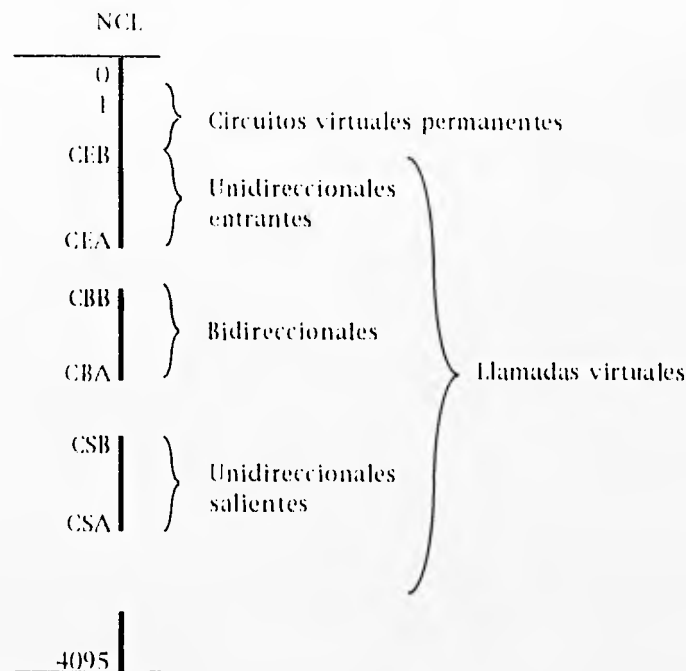 NCL
0
1
Circuitos virtuales permanentes
CEB
Unidireccionales
entrantes
CEA
CBB
Bidireccionales
CBA
Llamadas virtuales
CSB
Unidireccionales
salientes
CSA
4095